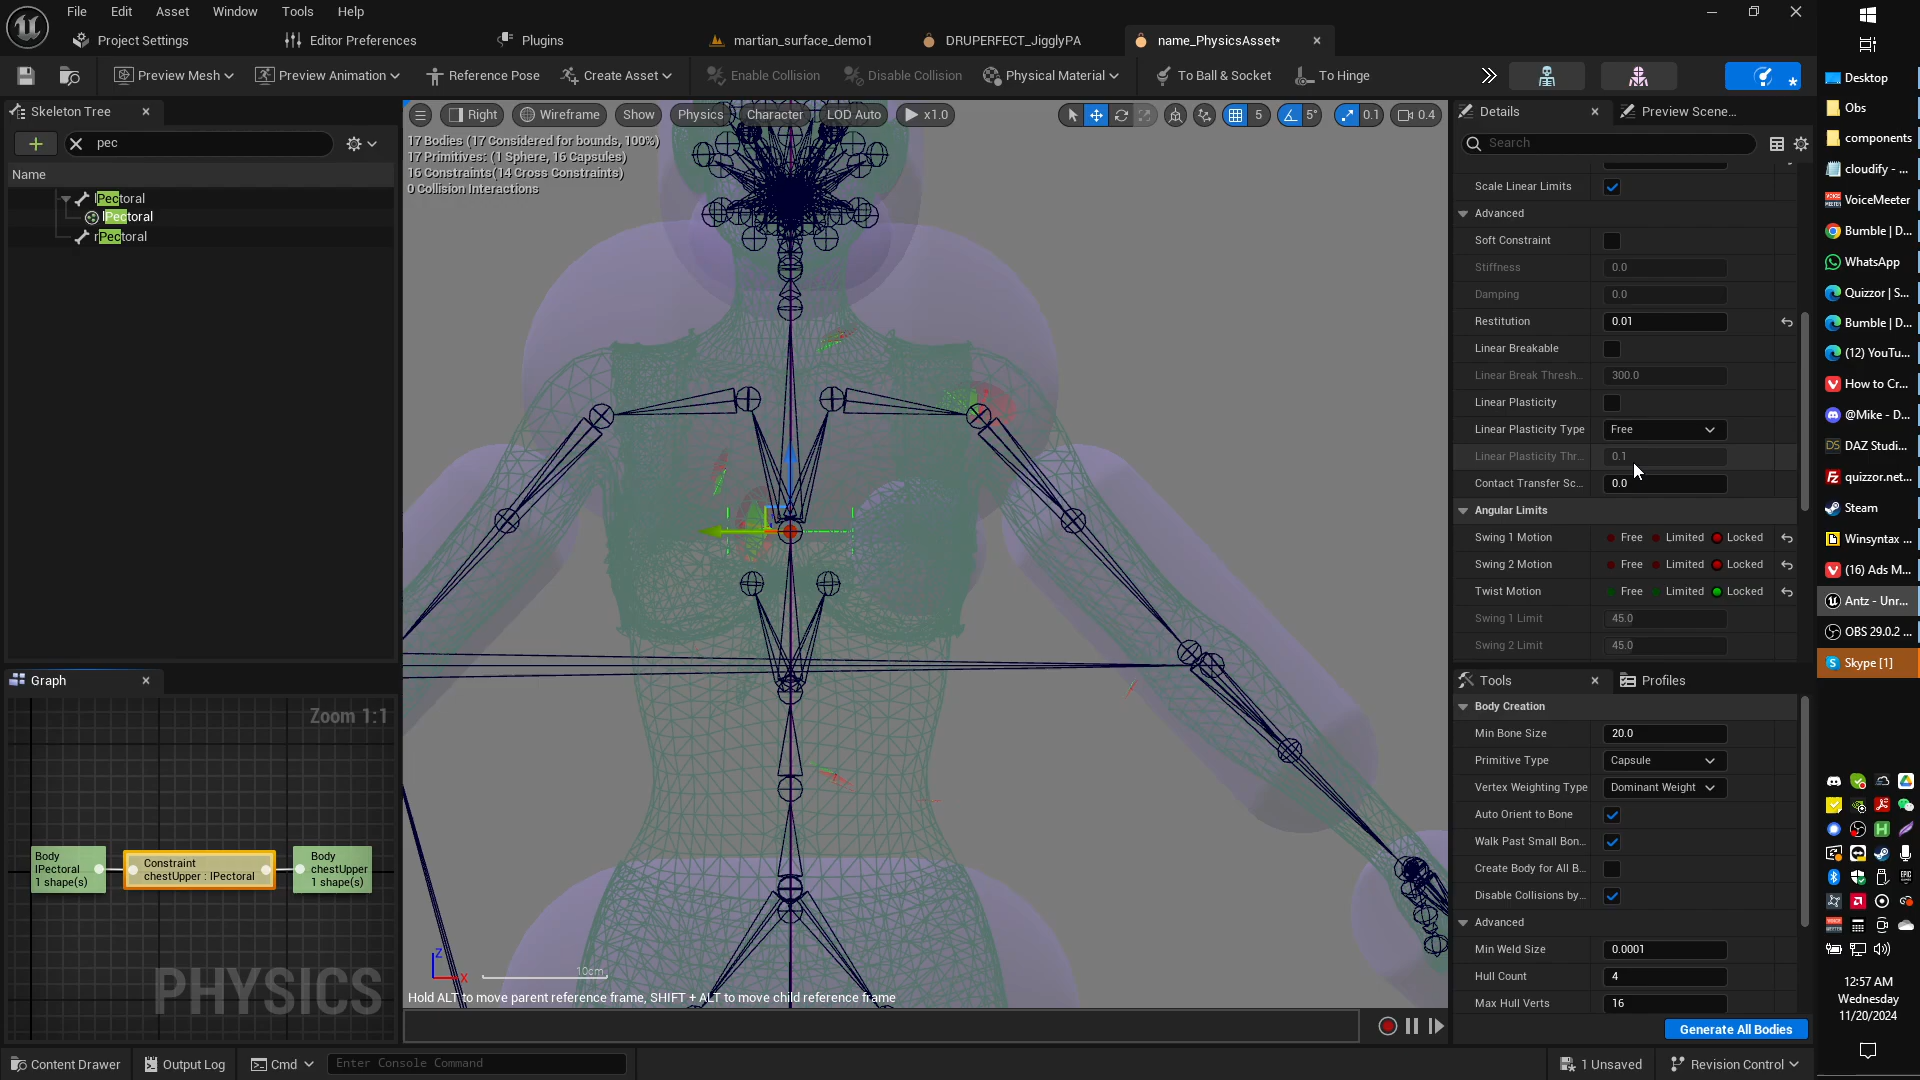 File Edit Asset Window Tools Help
Project Settings Editor Preferences Plugins
martian_surface_demo1 DRUPERFECT_JigglyPA name_PhysicsAsset*
Preview Mesh Preview Animation Reference Pose Create Asset Enable Collision Disable Collision Physical Material To Ball & Socket To Hinge
Skeleton Tree
pec
Name
lPectoral
lPectoral
rPectoral
Right Wireframe Show Physics Character LOD Auto x1.0 5 5° 0.1 0.4
17 Bodies (17 Considered for bounds, 100%)
17 Primitives: (1 Sphere, 16 Capsules)
16 Constraints(14 Cross Constraints)
0 Collision Interactions
10cm
Z
X
Hold ALT to move parent reference frame, SHIFT + ALT to move child reference frame
Graph
Zoom 1:1
Body
lPectoral
1 shape(s)
Constraint
chestUpper : lPectoral
Body
chestUpper
1 shape(s)
PHYSICS
Details Preview Scene...
Search
Scale Linear Limits
Advanced
Soft Constraint
Stiffness 0.0
Damping 0.0
Restitution 0.01
Linear Breakable
Linear Break Thresh... 300.0
Linear Plasticity
Linear Plasticity Type Free
Linear Plasticity Thr... 0.1
Contact Transfer Sc... 0.0
Angular Limits
Swing 1 Motion Free Limited Locked
Swing 2 Motion Free Limited Locked
Twist Motion Free Limited Locked
Swing 1 Limit 45.0
Swing 2 Limit 45.0
Tools Profiles
Body Creation
Min Bone Size 20.0
Primitive Type Capsule
Vertex Weighting Type Dominant Weight
Auto Orient to Bone
Walk Past Small Bon...
Create Body for All B...
Disable Collisions by...
Advanced
Min Weld Size 0.0001
Hull Count 4
Max Hull Verts 16
Generate All Bodies
Content Drawer Output Log Cmd Enter Console Command 1 Unsaved Revision Control
Desktop
Obs
components
cloudify - ...
VoiceMeeter
Bumble | D...
WhatsApp
Quizzor | S...
Bumble | D...
(12) YouTu...
How to Cr...
@Mike - D...
DAZ Studi...
quizzor.net...
Steam
Winsyntax ...
(16) Ads M...
Antz - Unr...
OBS 29.0.2 ...
Skype [1]
12:57 AM
Wednesday
11/20/2024